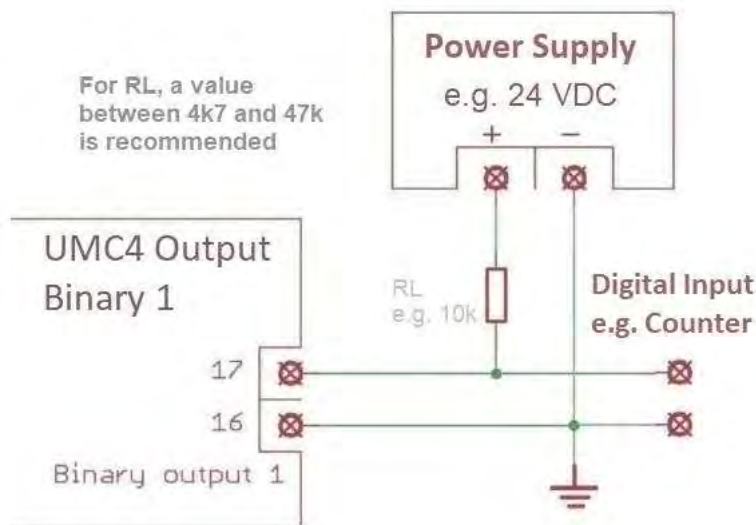 For RL, a value
between 4k7 and 47k
is recommended
Power Supply
e.g. 24 VDC
+ −
UMC4 Output
Binary 1
RL
e.g. 10k
Digital Input
e.g. Counter
17
16
Binary output 1